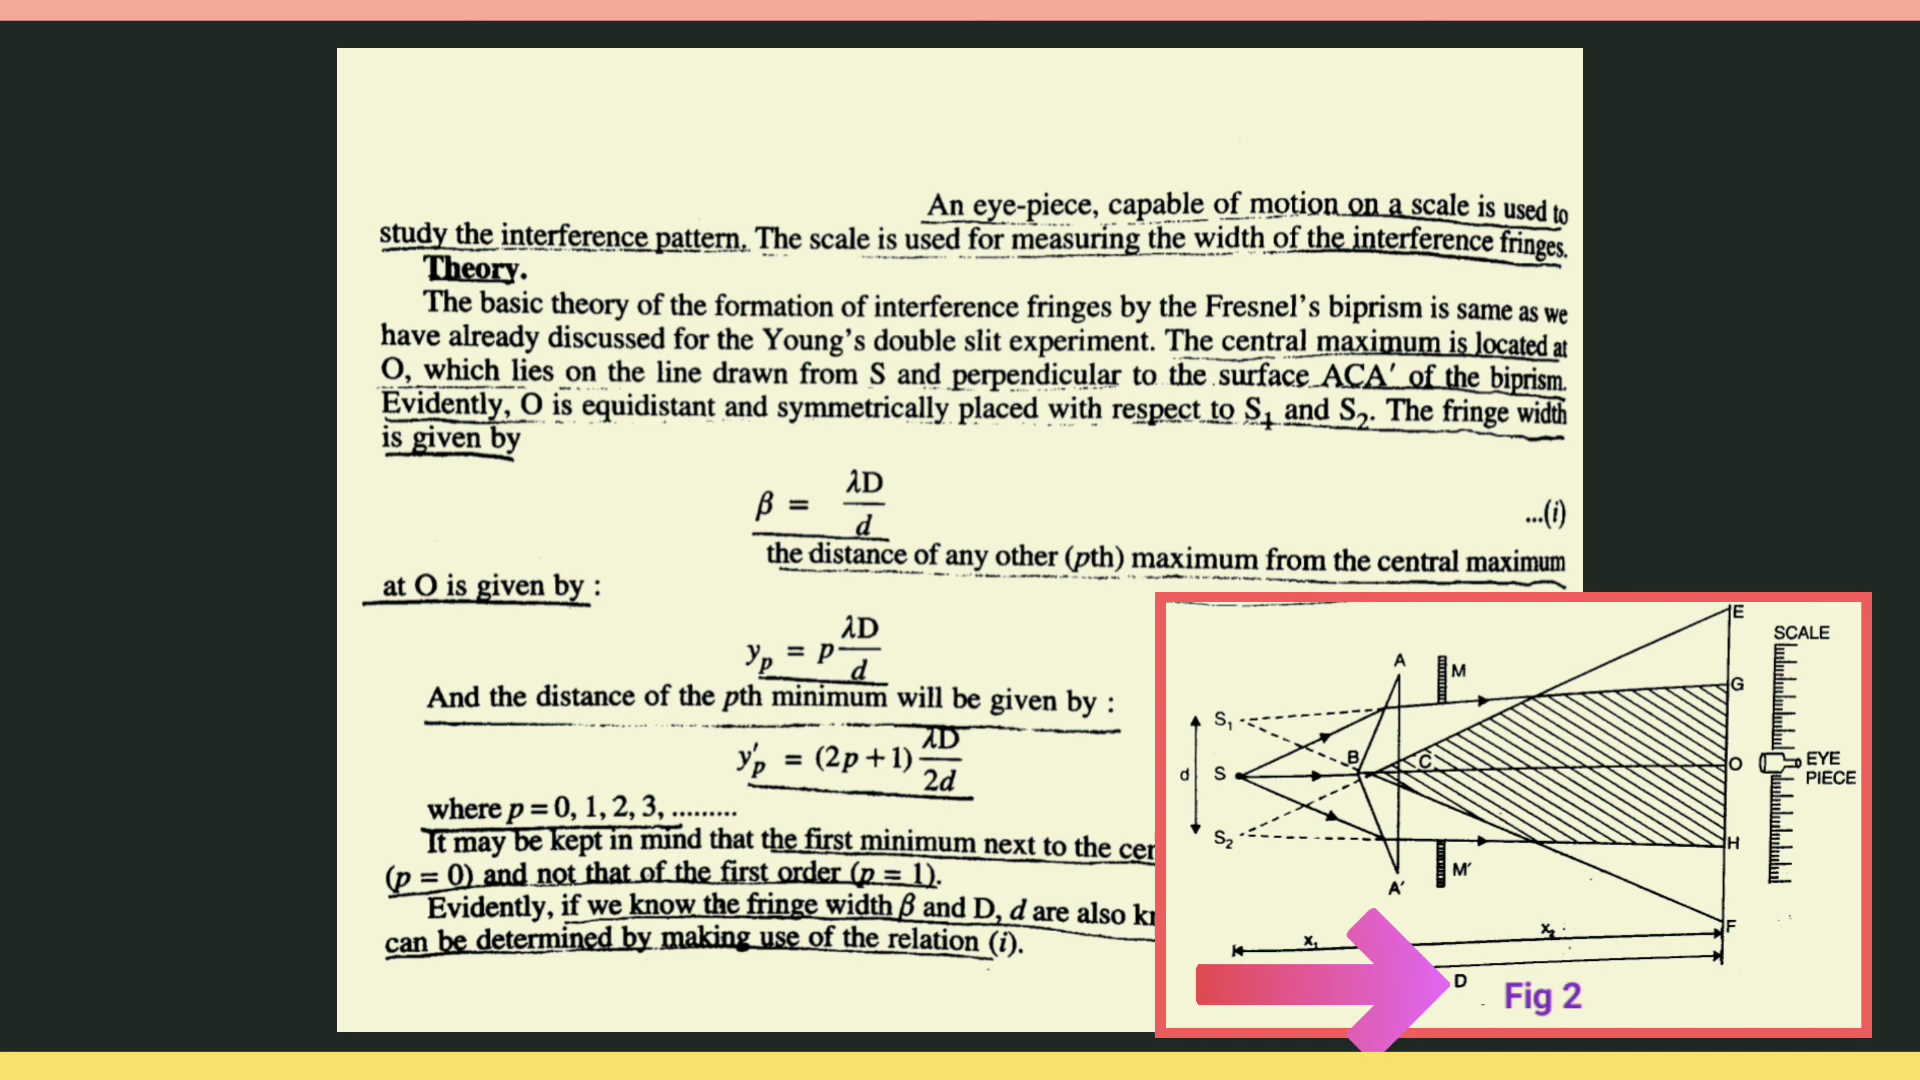 An eye-piece, capable of motion on a scale is used to
study the interference pattern. The scale is used for measuring the width of the interference fringes.
Theory.
The basic theory of the formation of interference fringes by the Fresnel's biprism is same as we
have already discussed for the Young's double slit experiment. The central maximum is located at
O, which lies on the line drawn from S and perpendicular to the surface ACA′ of the biprism.
Evidently, O is equidistant and symmetrically placed with respect to S₁ and S₂. The fringe width
is given by
β = λD/d ...(i)
the distance of any other (pth) maximum from the central maximum
at O is given by :
yₚ = p λD/d
And the distance of the pth minimum will be given by :
y′ₚ = (2p+1) λD/2d
where p = 0, 1, 2, 3, .........
It may be kept in mind that the first minimum next to the
(p = 0) and not that of the first order (p = 1).
Evidently, if we know the fringe width β and D, d are also
can be determined by making use of the relation (i).
E
SCALE
A
M
G
S₁
d
S
B
C
O
EYE
PIECE
S₂
H
M′
A′
F
x₁
x₂
D
Fig 2